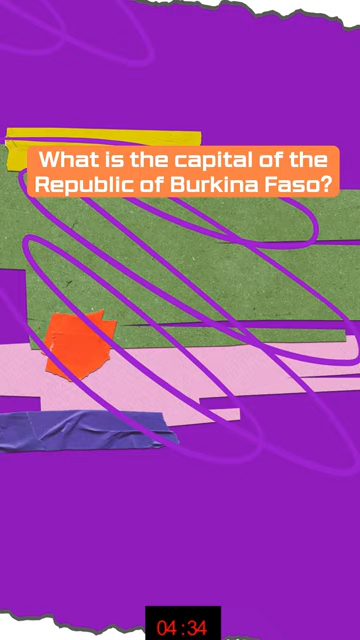 What is the capital of the
Republic of Burkina Faso?
04:34